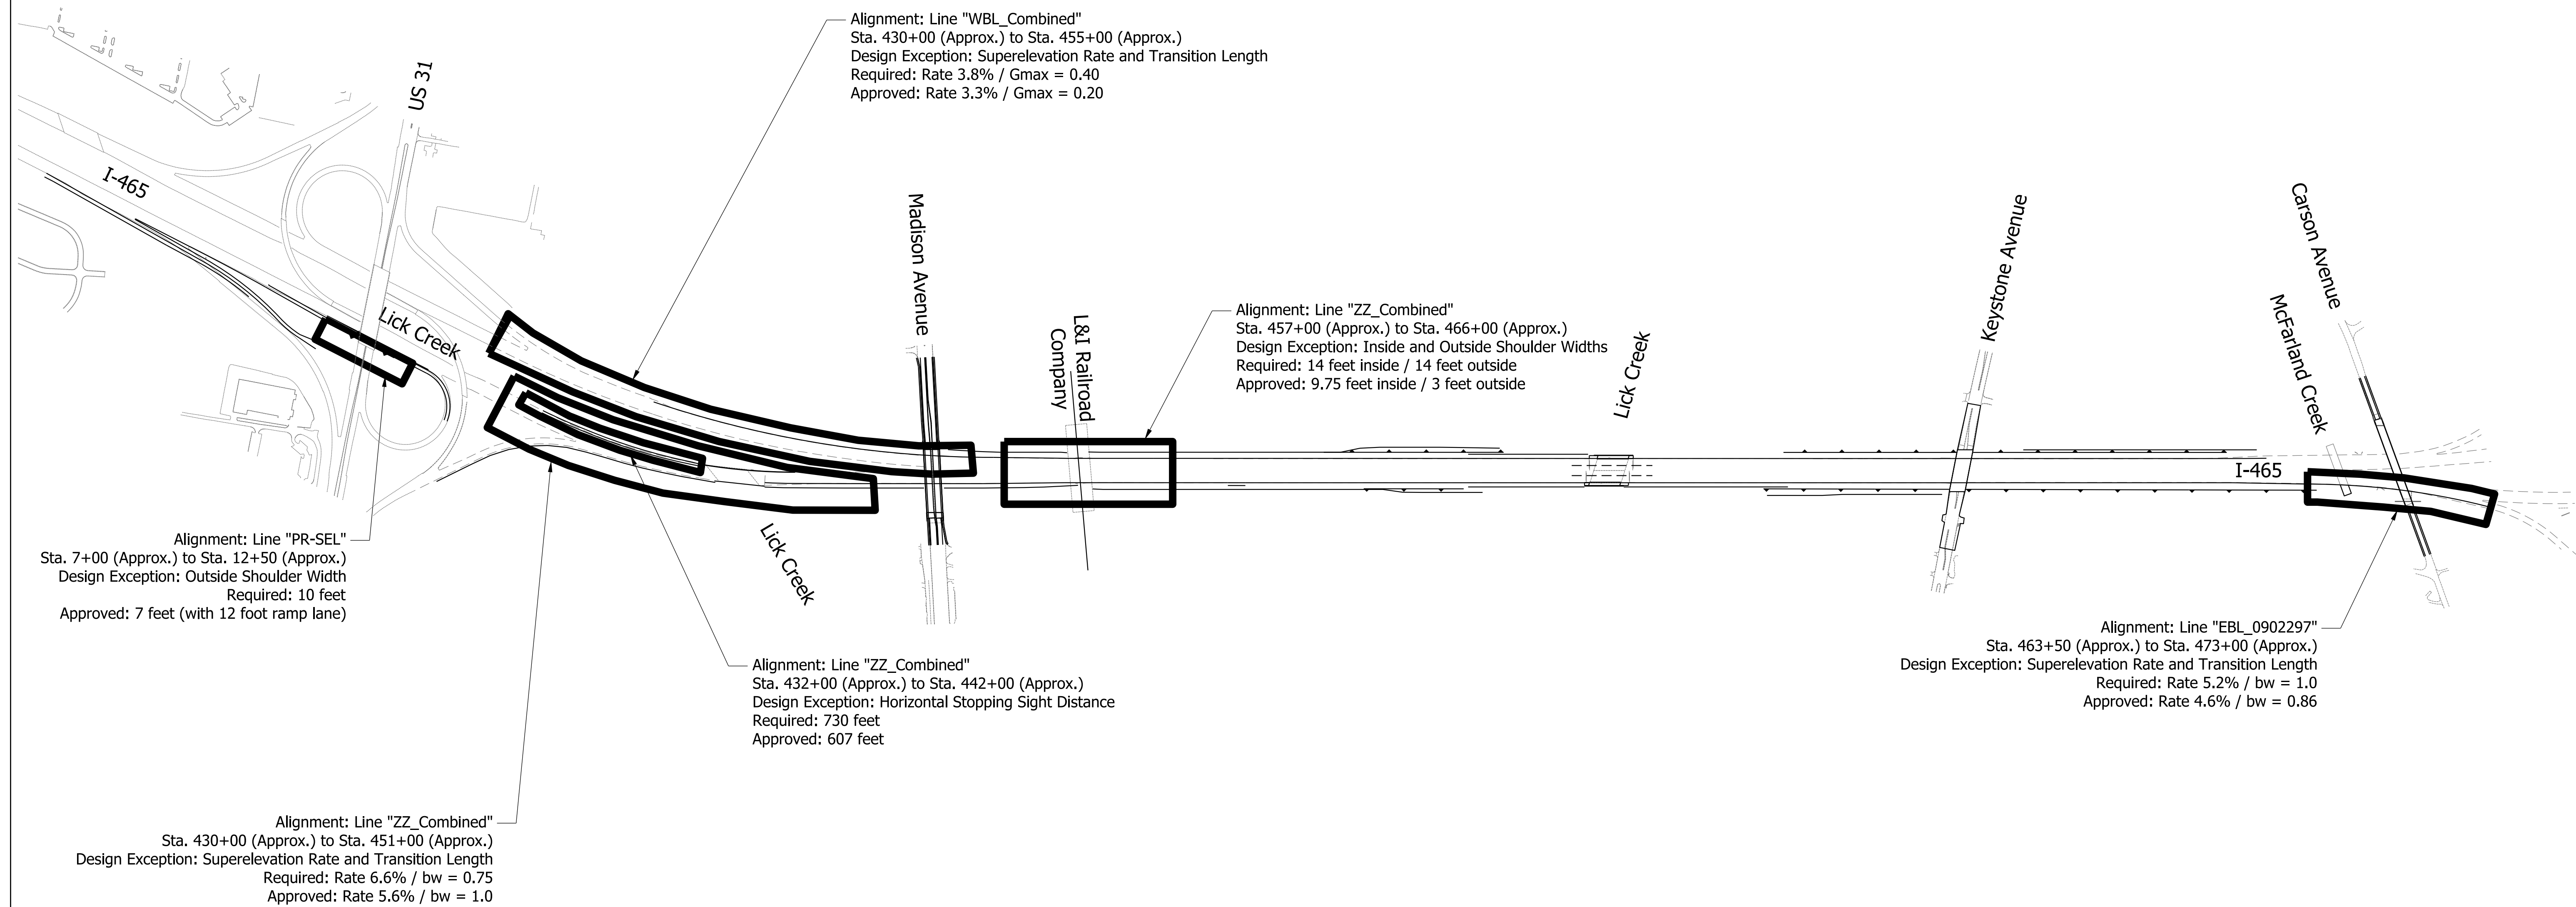 Alignment: Line "WBL_Combined"
Sta. 430+00 (Approx.) to Sta. 455+00 (Approx.)
Design Exception: Superelevation Rate and Transition Length
Required: Rate 3.8% / Gmax = 0.40
Approved: Rate 3.3% / Gmax = 0.20
US 31
I-465
Lick Creek
Madison Avenue
L&I Railroad
Company
Alignment: Line "ZZ_Combined"
Sta. 457+00 (Approx.) to Sta. 466+00 (Approx.)
Design Exception: Inside and Outside Shoulder Widths
Required: 14 feet inside / 14 feet outside
Approved: 9.75 feet inside / 3 feet outside
Lick Creek
Keystone Avenue
Carson Avenue
McFarland Creek
I-465
Alignment: Line "PR-SEL"
Sta. 7+00 (Approx.) to Sta. 12+50 (Approx.)
Design Exception: Outside Shoulder Width
Required: 10 feet
Approved: 7 feet (with 12 foot ramp lane)
Lick Creek
Alignment: Line "ZZ_Combined"
Sta. 432+00 (Approx.) to Sta. 442+00 (Approx.)
Design Exception: Horizontal Stopping Sight Distance
Required: 730 feet
Approved: 607 feet
Alignment: Line "EBL_0902297"
Sta. 463+50 (Approx.) to Sta. 473+00 (Approx.)
Design Exception: Superelevation Rate and Transition Length
Required: Rate 5.2% / bw = 1.0
Approved: Rate 4.6% / bw = 0.86
Alignment: Line "ZZ_Combined"
Sta. 430+00 (Approx.) to Sta. 451+00 (Approx.)
Design Exception: Superelevation Rate and Transition Length
Required: Rate 6.6% / bw = 0.75
Approved: Rate 5.6% / bw = 1.0